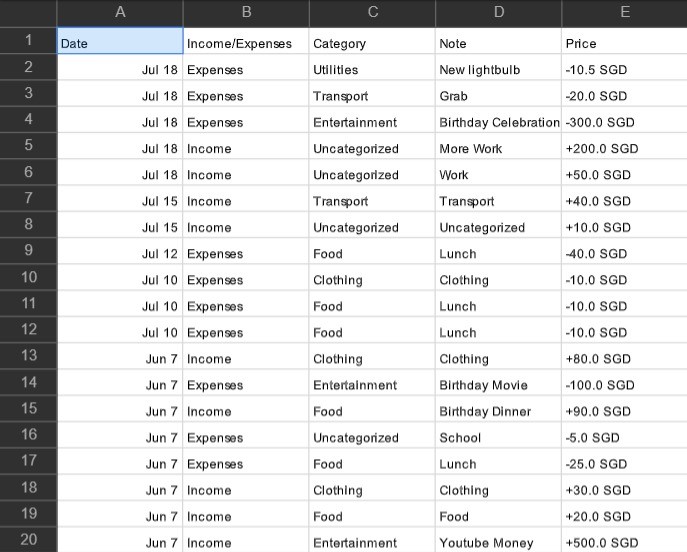 A B C D E
1 Date Income/Expenses Category Note Price
2 Jul 18 Expenses Utilities New lightbulb -10.5 SGD
3 Jul 18 Expenses Transport Grab -20.0 SGD
4 Jul 18 Expenses Entertainment Birthday Celebration -300.0 SGD
5 Jul 18 Income Uncategorized More Work +200.0 SGD
6 Jul 18 Income Uncategorized Work +50.0 SGD
7 Jul 15 Income Transport Transport +40.0 SGD
8 Jul 15 Income Uncategorized Uncategorized +10.0 SGD
9 Jul 12 Expenses Food Lunch -40.0 SGD
10 Jul 10 Expenses Clothing Clothing -10.0 SGD
11 Jul 10 Expenses Food Lunch -10.0 SGD
12 Jul 10 Expenses Food Lunch -10.0 SGD
13 Jun 7 Income Clothing Clothing +80.0 SGD
14 Jun 7 Expenses Entertainment Birthday Movie -100.0 SGD
15 Jun 7 Income Food Birthday Dinner +90.0 SGD
16 Jun 7 Expenses Uncategorized School -5.0 SGD
17 Jun 7 Expenses Food Lunch -25.0 SGD
18 Jun 7 Income Clothing Clothing +30.0 SGD
19 Jun 7 Income Food Food +20.0 SGD
20 Jun 7 Income Entertainment Youtube Money +500.0 SGD